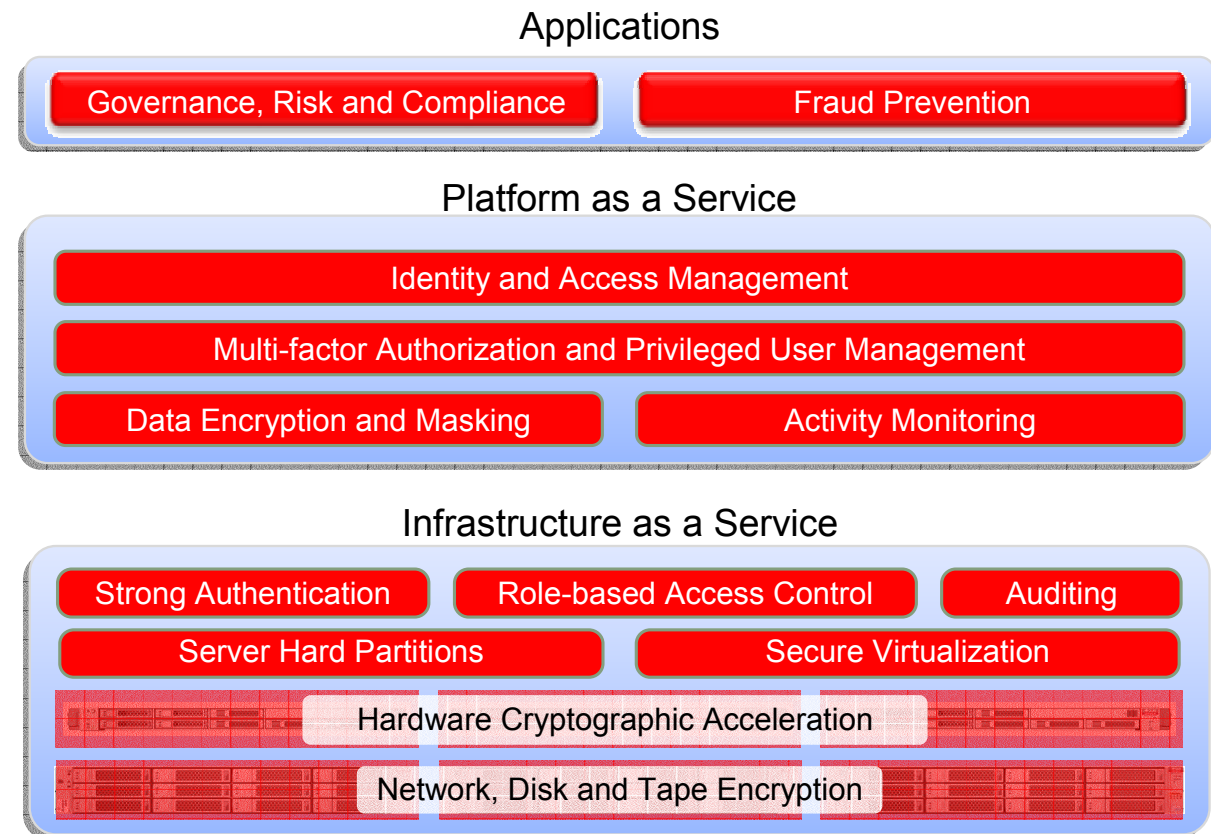 Applications
Governance, Risk and Compliance
Fraud Prevention
Platform as a Service
Identity and Access Management
Multi-factor Authorization and Privileged User Management
Data Encryption and Masking
Activity Monitoring
Infrastructure as a Service
Strong Authentication
Role-based Access Control
Auditing
Server Hard Partitions
Secure Virtualization
Hardware Cryptographic Acceleration
Network, Disk and Tape Encryption